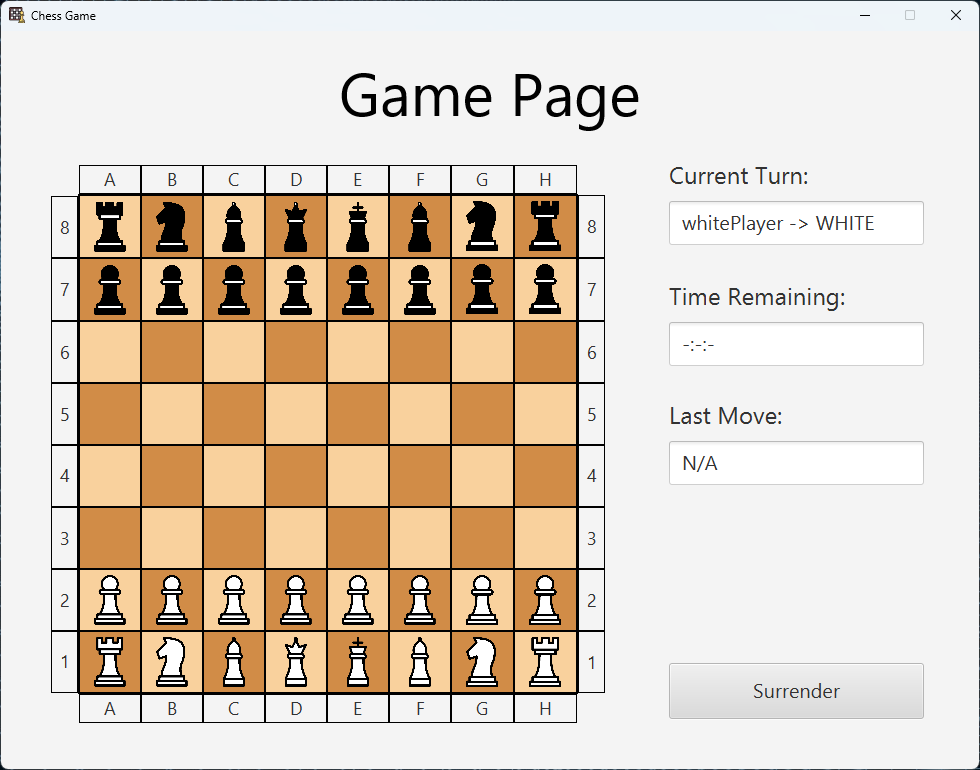 Chess Game
Game Page
A B C D E F G H
8 8
7 7
6 6
5 5
4 4
3 3
2 2
1 1
A B C D E F G H
Current Turn:
whitePlayer -> WHITE
Time Remaining:
-:-:-
Last Move:
N/A
Surrender